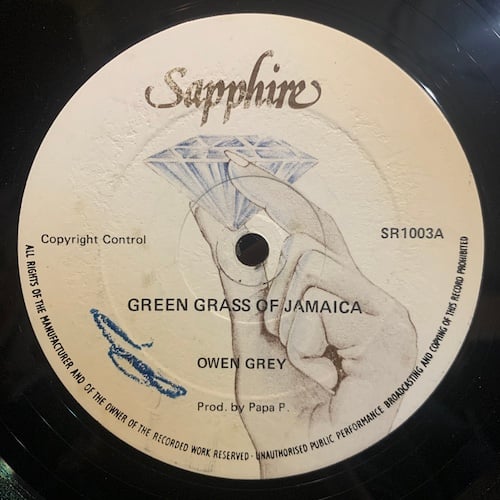 Sapphire
Copyright Control
SR1003A
GREEN GRASS OF JAMAICA
OWEN GREY
Prod. by Papa P.
ALL RIGHTS OF THE MANUFACTURER AND OF THE OWNER OF THE RECORDED WORK RESERVED - UNAUTHORISED PUBLIC PERFORMANCE BROADCASTING AND COPYING OF THIS RECORD PROHIBITED